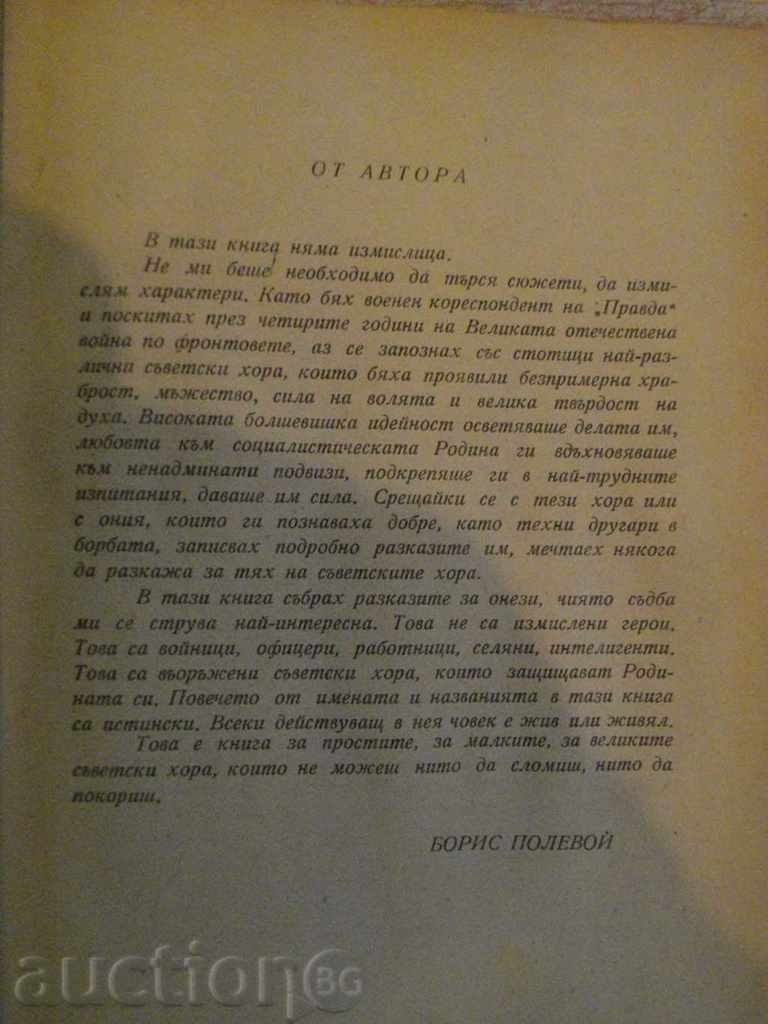 ОТ АВТОРА
В тази книга няма измислица.
Не ми беше необходимо да търся сюжети, да изми-
слям характери. Като бях военен кореспондент на „Правда“
и поскитах през четирите години на Великата отечествена
война по фронтовете, аз се запознах със стотици най-раз-
лични съветски хора, които бяха проявили безпримерна хра-
брост, мъжество, сила на волята и велика твърдост на
духа. Високата болшевишка идейност осветяваше делата им,
любовта към социалистическата Родина ги вдъхновяваше
към ненадминати подвизи, подкрепяше ги в най-трудните
изпитания, даваше им сила. Срещайки се с тези хора или
с ония, които ги познаваха добре, като техни другари в
борбата, записвах подробно разказите им, мечтаех някога
да разкажа за тях на съветските хора.
В тази книга събрах разказите за онези, чиято съдба
ми се струва най-интересна. Това не са измислени герои.
Това са войници, офицери, работници, селяни, интелигенти.
Това са въоръжени съветски хора, които защищават Роди-
ната си. Повечето от имената и названията в тази книга
са истински. Всеки действуващ в нея човек е жив или живял.
Това е книга за простите, за малките, за великите
съветски хора, които не можеш нито да сломиш, нито да
покориш.
БОРИС ПОЛЕВОЙ
auction BG